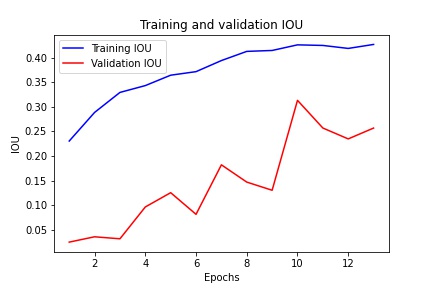 Training and validation IOU
Training IOU
Validation IOU
0.40
0.35
0.30
0.25
0.20
0.15
0.10
0.05
IOU
2 4 6 8 10 12
Epochs